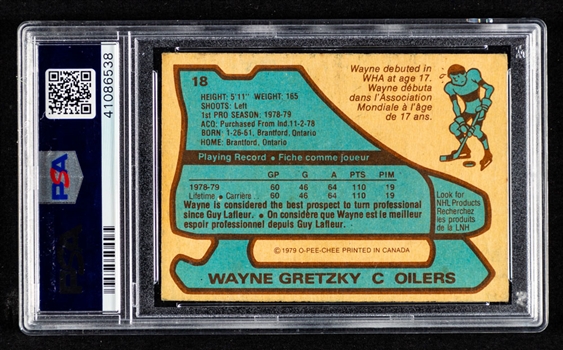 PSA
41086538
18
HEIGHT: 5'11" WEIGHT: 165
SHOOTS: Left
1st PRO SEASON: 1978-79
ACQ: Purchased From Ind.11-2-78
BORN: 1-26-61, Brantford, Ontario
HOME: Brantford, Ontario
Wayne debuted in
WHA at age 17.
Wayne débuta
dans l'Association
Mondiale à l'âge
de 17 ans.
Playing Record • Fiche comme joueur
GP G A PTS PIM
1978-79 60 46 64 110 19
Lifetime • Carrière 60 46 64 110 19
Wayne is considered the best prospect to turn professional
since Guy Lafleur. • On considére que Wayne est le meilleur
espoir professionnel depuis Guy Lafleur.
Look for
NHL Products
Recherchez
les produits
de la LNH
©1979 O-PEE-CHEE PRINTED IN CANADA
WAYNE GRETZKY C OILERS